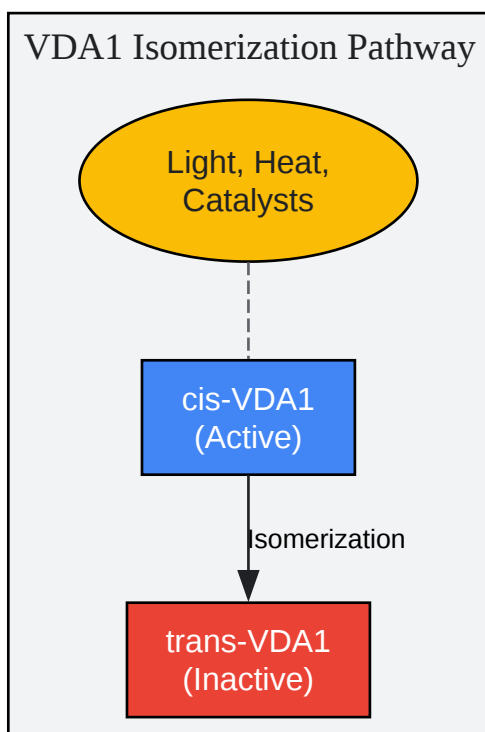 VDA1 Isomerization Pathway
Light, Heat,
Catalysts
cis-VDA1
(Active)
Isomerization
trans-VDA1
(Inactive)